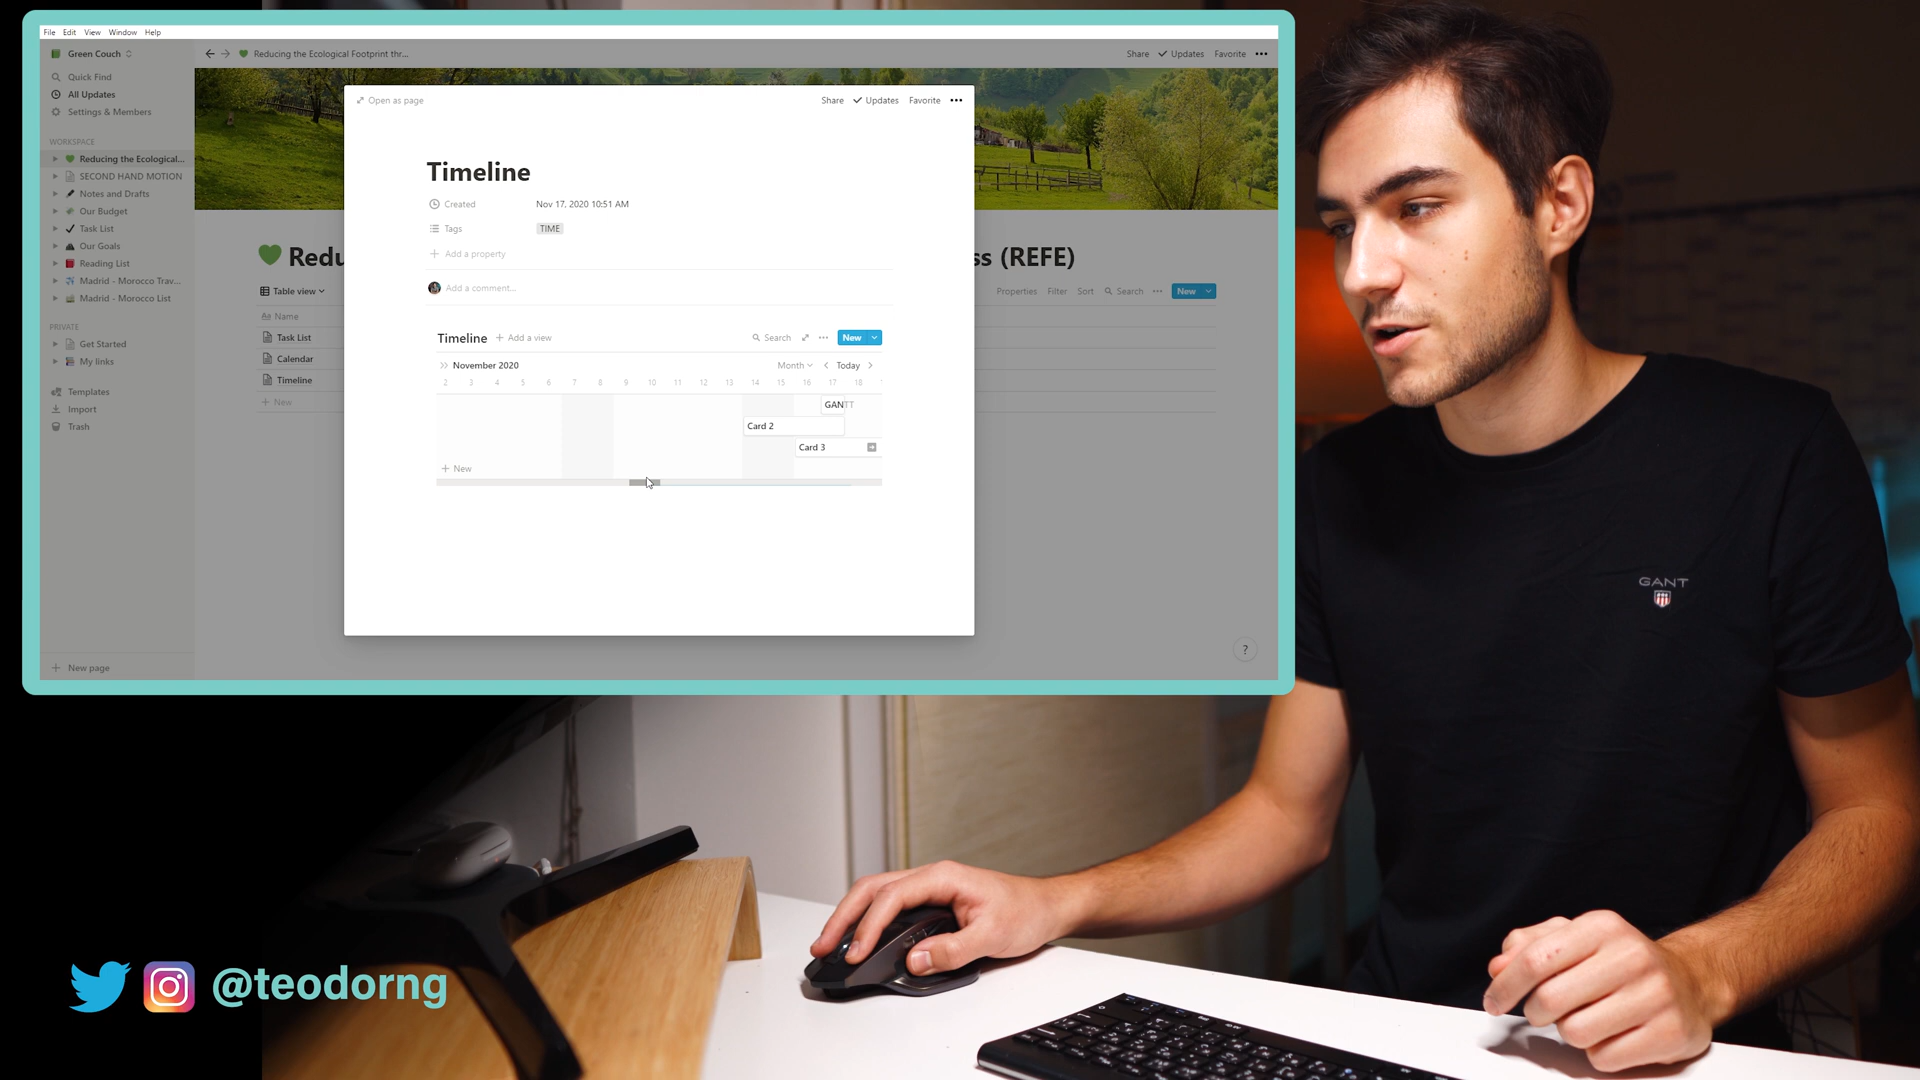 File Edit View Window Help
Green Couch
Reducing the Ecological Footprint thr...
Share Updates Favorite •••
Quick Find
All Updates
Settings & Members
WORKSPACE
Reducing the Ecological...
SECOND HAND MOTION
Notes and Drafts
Our Budget
Task List
Our Goals
Reading List
Madrid - Morocco Trav...
Madrid - Morocco List
PRIVATE
Get Started
My links
Templates
Import
Trash
New page
Redu
ss (REFE)
Table view
Properties Filter Sort Search ••• New
Aa Name
Task List
Calendar
Timeline
+ New
?
Open as page
Share Updates Favorite •••
Timeline
Created Nov 17, 2020 10:51 AM
Tags TIME
+ Add a property
Add a comment...
Timeline + Add a view
Search ••• New
November 2020
Month < Today >
2 3 4 5 6 7 8 9 10 11 12 13 14 15 16 17 18
GANTT
Card 2
Card 3
+ New
GANT
@teodorng